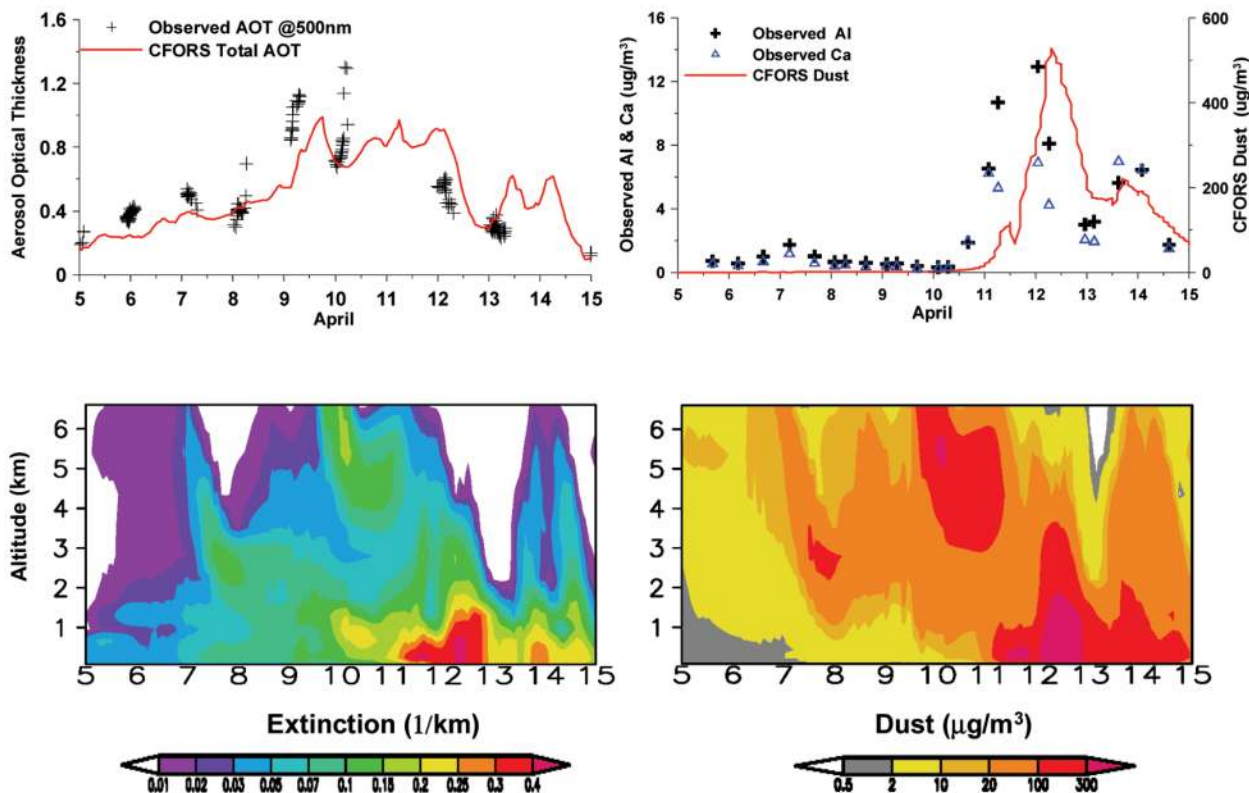 1.6
1.2
0.8
0.4
0
Aerosol Optical Thickness
Observed AOT @500nm
CFORS Total AOT
5 6 7 8 9 10 11 12 13 14 15
April
16
14
12
10
8
6
4
2
0
Observed Al & Ca (ug/m³)
Observed Al
Observed Ca
CFORS Dust
600
500
400
300
200
100
0
CFORS Dust (ug/m³)
5 6 7 8 9 10 11 12 13 14 15
April
Altitude (km)
6
5
4
3
2
1
5 6 7 8 9 10 11 12 13 14 15
Extinction (1/km)
0.01 0.02 0.03 0.05 0.07 0.1 0.15 0.2 0.25 0.3 0.4
6
5
4
3
2
1
5 6 7 8 9 10 11 12 13 14 15
Dust (µg/m³)
0.5 2 10 20 100 300